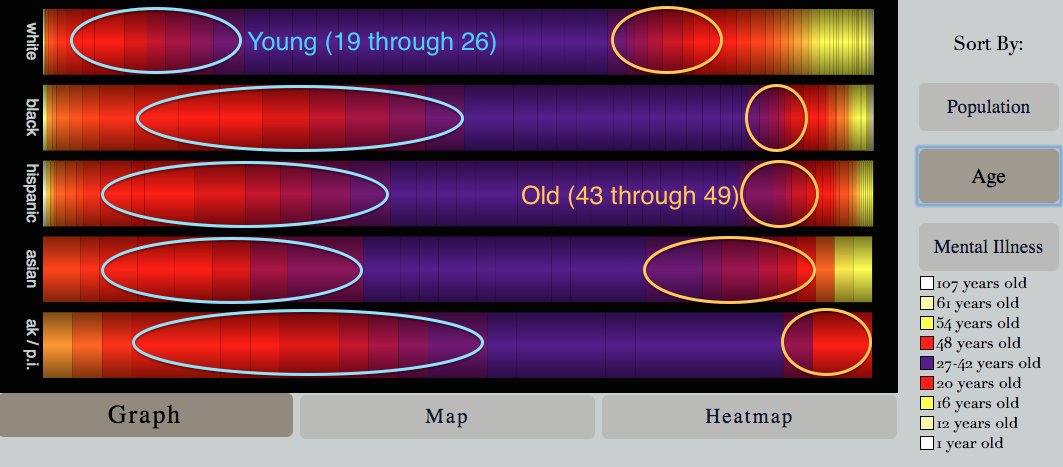 white
Young (19 through 26)
black
hispanic
Old (43 through 49)
asian
ak / p.i.
Graph
Map
Heatmap
Sort By:
Population
Age
Mental Illness
107 years old
61 years old
54 years old
48 years old
27-42 years old
20 years old
16 years old
12 years old
1 year old